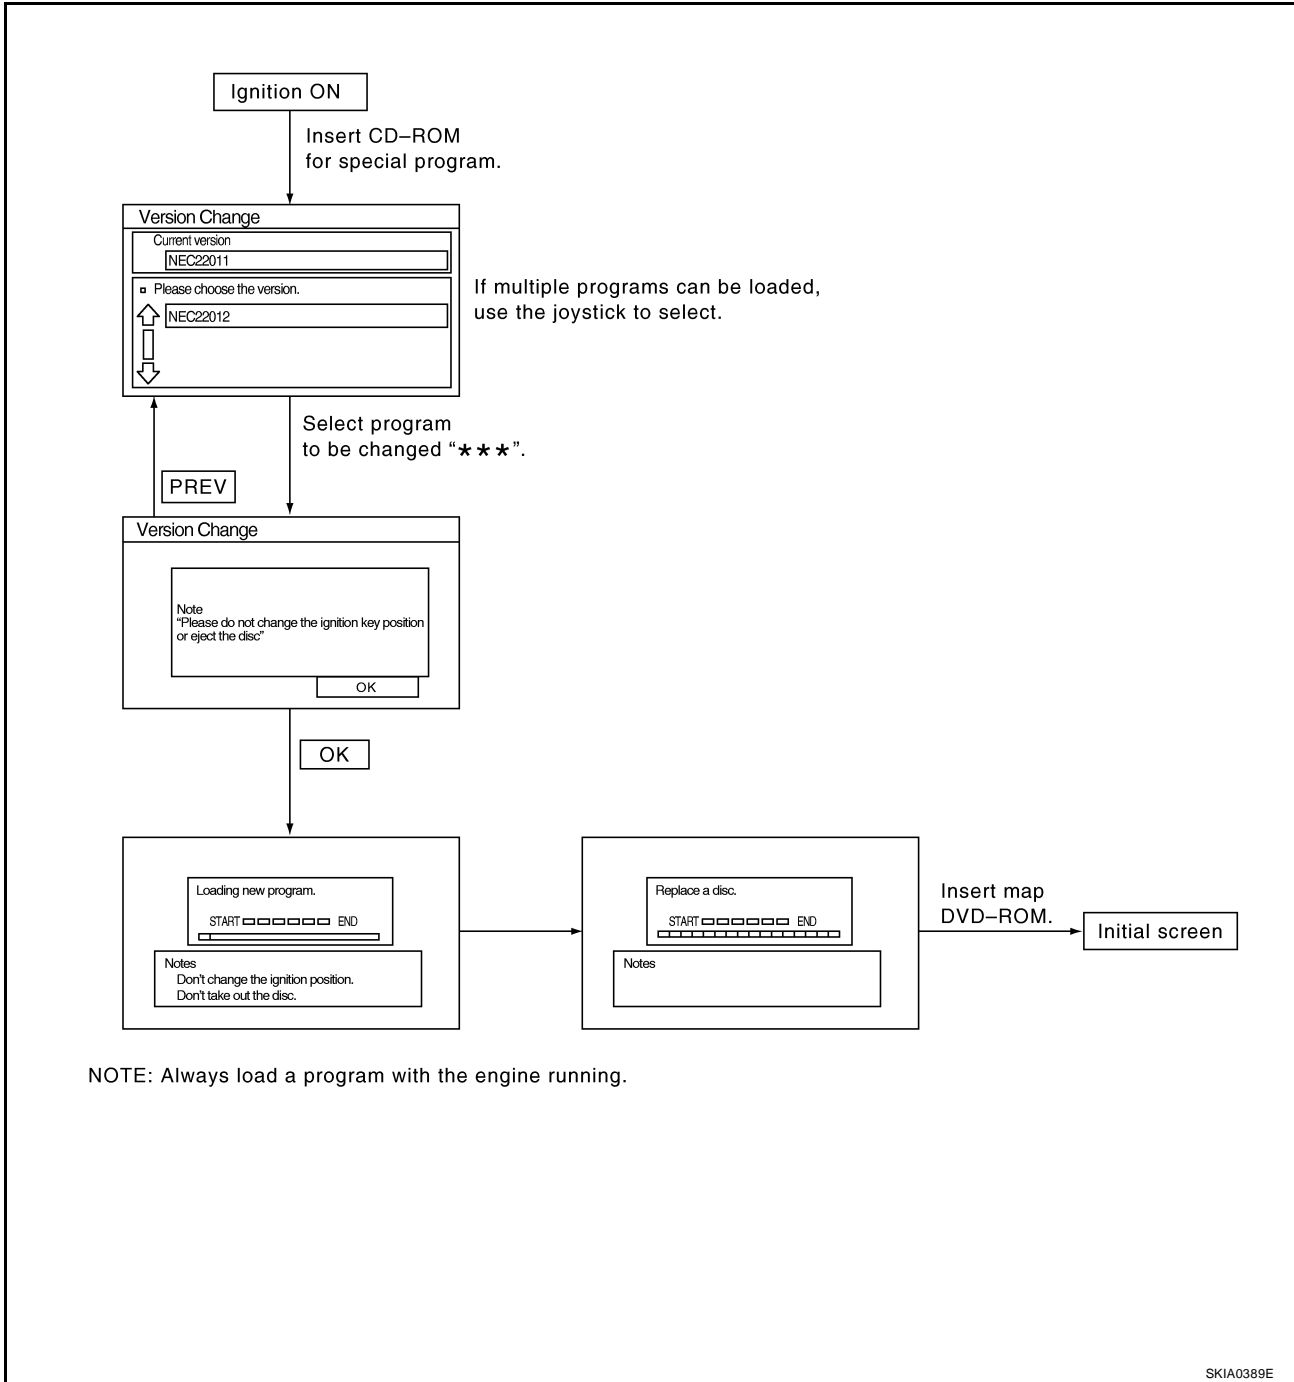 Ignition ON
Insert CD–ROM
for special program.
Version Change
Current version
NEC22011
Please choose the version.
NEC22012
If multiple programs can be loaded,
use the joystick to select.
Select program
to be changed “***”.
PREV
Version Change
Note
“Please do not change the ignition key position
or eject the disc”
OK
OK
Loading new program.
START END
Notes
Don't change the ignition position.
Don't take out the disc.
Replace a disc.
START END
Notes
Insert map
DVD–ROM.
Initial screen
NOTE: Always load a program with the engine running.
SKIA0389E